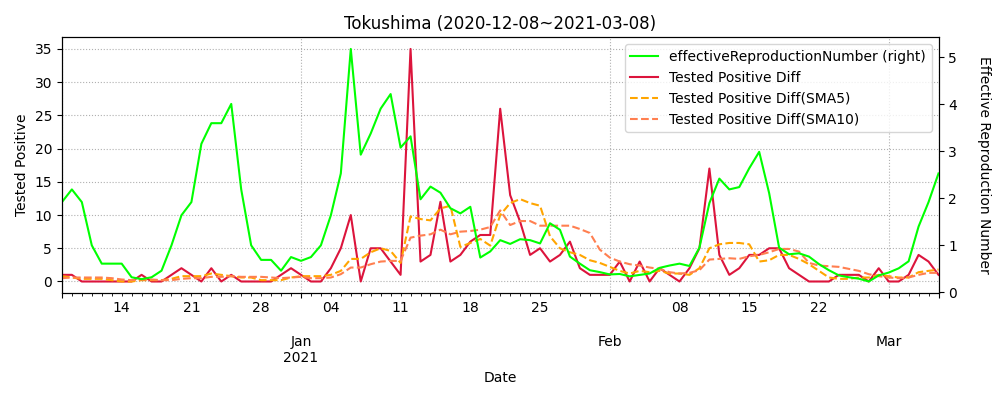 Tokushima (2020-12-08~2021-03-08)
effectiveReproductionNumber (right)
Tested Positive Diff
Tested Positive Diff(SMA5)
Tested Positive Diff(SMA10)
Tested Positive
35
30
25
20
15
10
5
0
5
4
3
2
1
0
Effective Reproduction Number
14 21 28 04 11 18 25 08 15 22
Jan Feb Mar
2021
Date